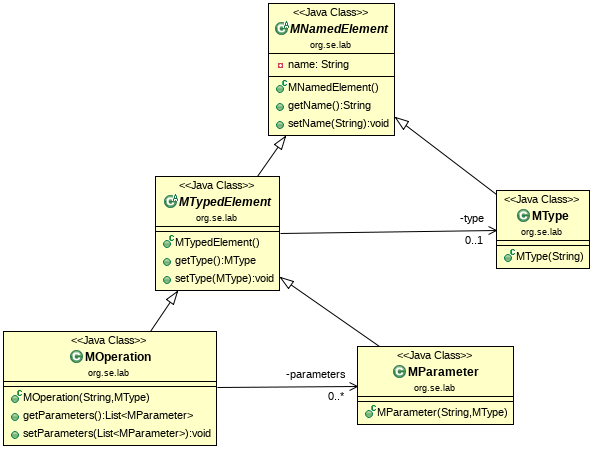 <<Java Class>>
MNamedElement
org.se.lab
name: String
MNamedElement()
getName():String
setName(String):void
<<Java Class>>
MTypedElement
org.se.lab
MTypedElement()
getType():MType
setType(MType):void
-type
0..1
<<Java Class>>
MType
org.se.lab
MType(String)
<<Java Class>>
MOperation
org.se.lab
MOperation(String,MType)
getParameters():List<MParameter>
setParameters(List<MParameter>):void
-parameters
0..*
<<Java Class>>
MParameter
org.se.lab
MParameter(String,MType)